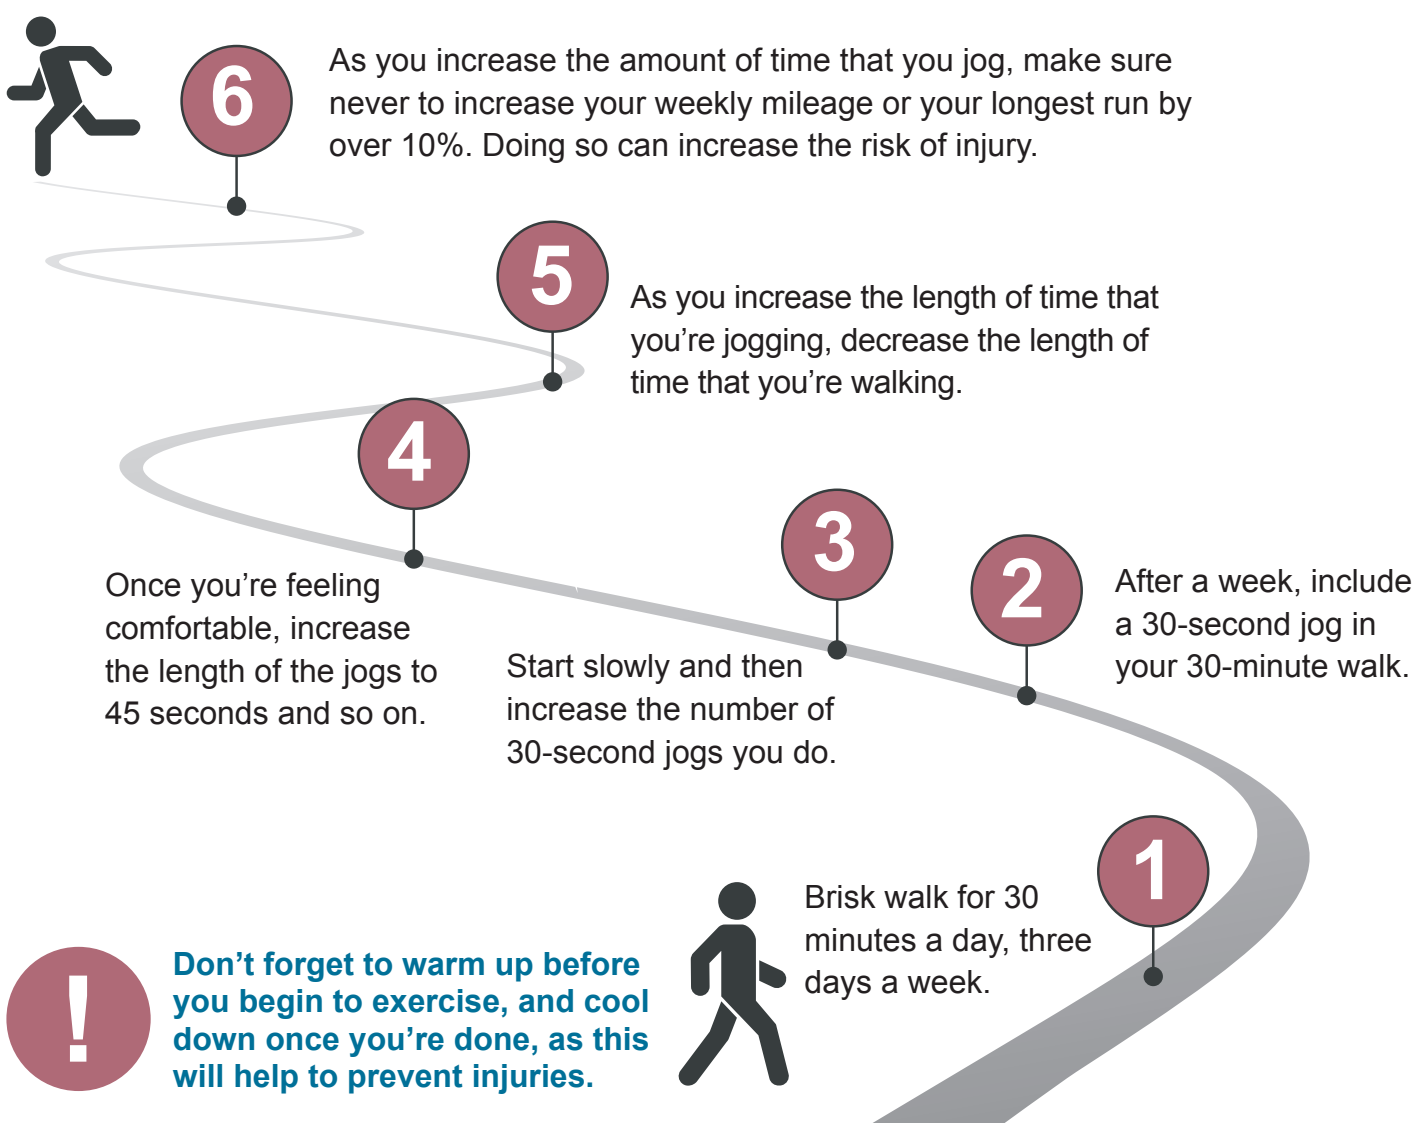 6
As you increase the amount of time that you jog, make sure
never to increase your weekly mileage or your longest run by
over 10%. Doing so can increase the risk of injury.
5
As you increase the length of time that
you’re jogging, decrease the length of
time that you’re walking.
4
Once you’re feeling
comfortable, increase
the length of the jogs to
45 seconds and so on.
3
Start slowly and then
increase the number of
30-second jogs you do.
2
After a week, include
a 30-second jog in
your 30-minute walk.
1
Brisk walk for 30
minutes a day, three
days a week.
!
Don’t forget to warm up before
you begin to exercise, and cool
down once you’re done, as this
will help to prevent injuries.